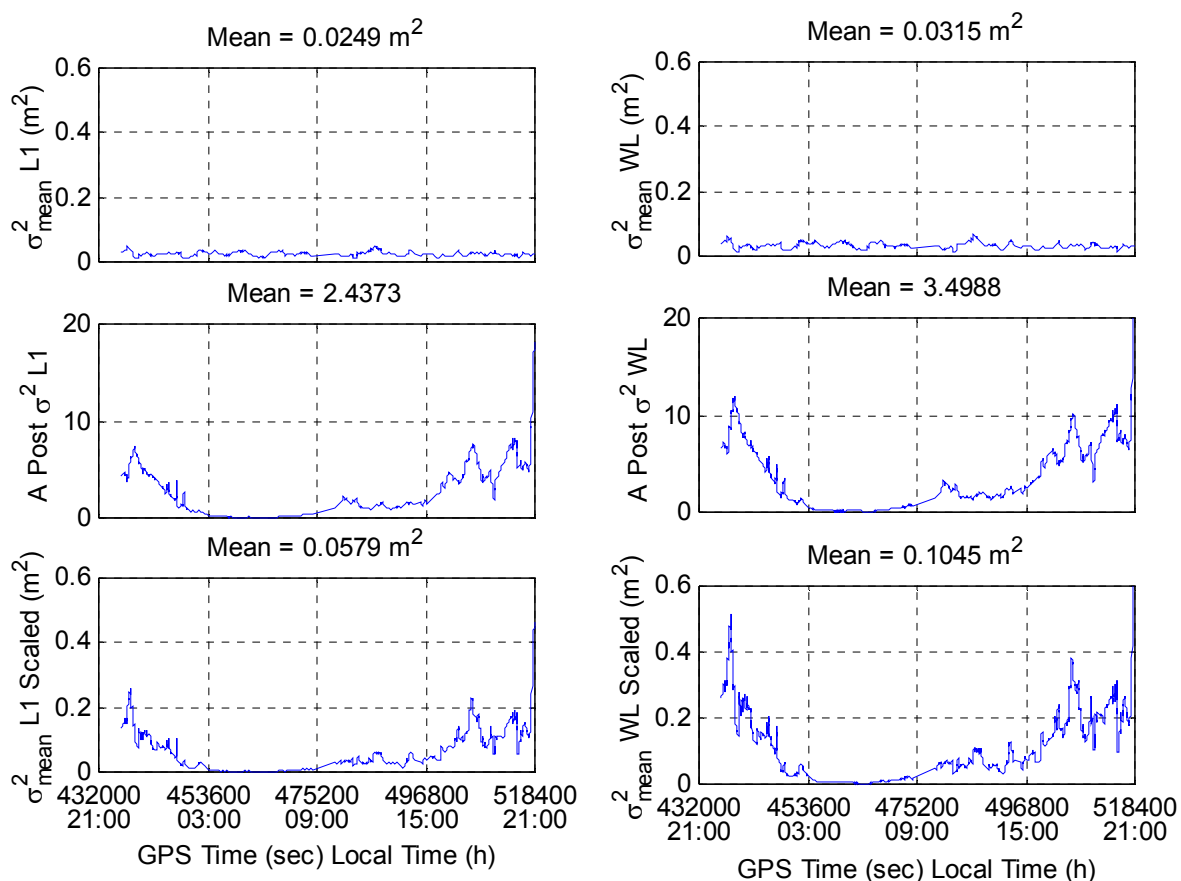 Mean = 0.0249 m²
0.6
0.4
0.2
0
σ²mean L1 (m²)
Mean = 2.4373
20
10
0
A Post σ² L1
Mean = 0.0579 m²
0.6
0.4
0.2
0
σ²mean L1 Scaled (m²)
432000 453600 475200 496800 518400
21:00 03:00 09:00 15:00 21:00
GPS Time (sec) Local Time (h)
Mean = 0.0315 m²
0.6
0.4
0.2
0
σ²mean WL (m²)
Mean = 3.4988
20
10
0
A Post σ² WL
Mean = 0.1045 m²
0.6
0.4
0.2
0
σ²mean WL Scaled (m²)
432000 453600 475200 496800 518400
21:00 03:00 09:00 15:00 21:00
GPS Time (sec) Local Time (h)